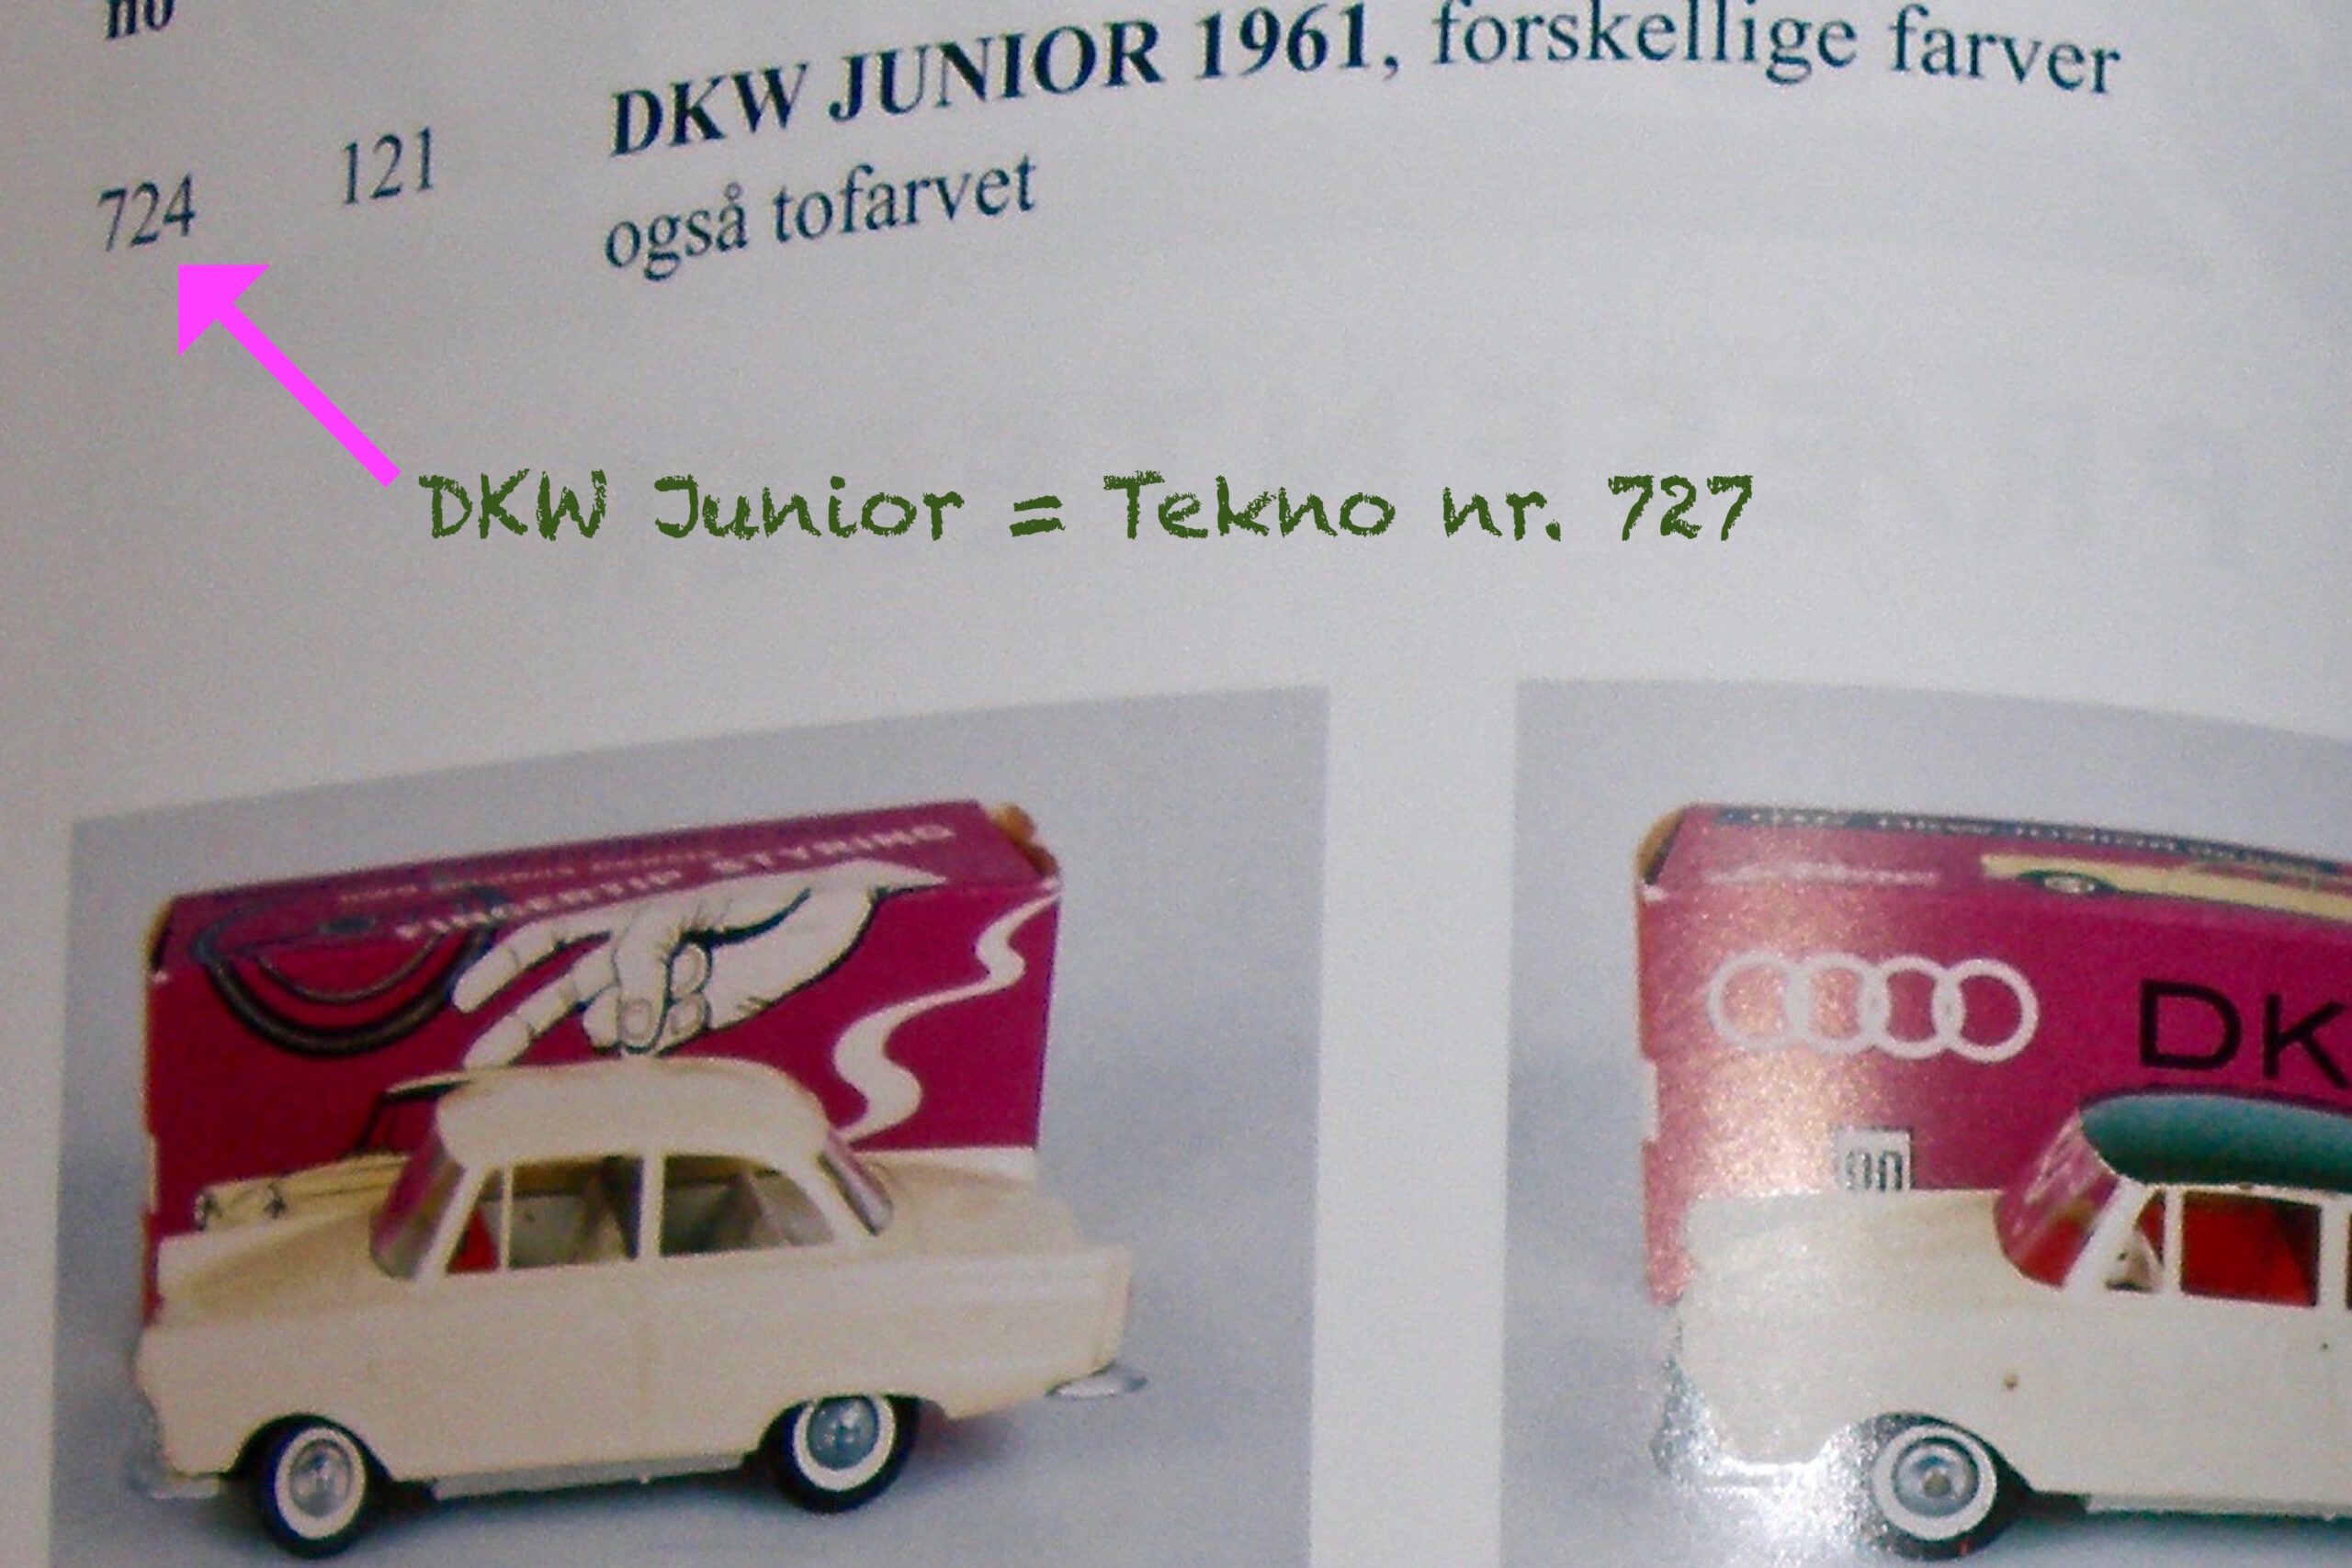 no
DKW JUNIOR 1961, forskellige farver
724 121
også tofarvet
DKW Junior = Tekno nr. 727
FINGERTIP STYRING
DK